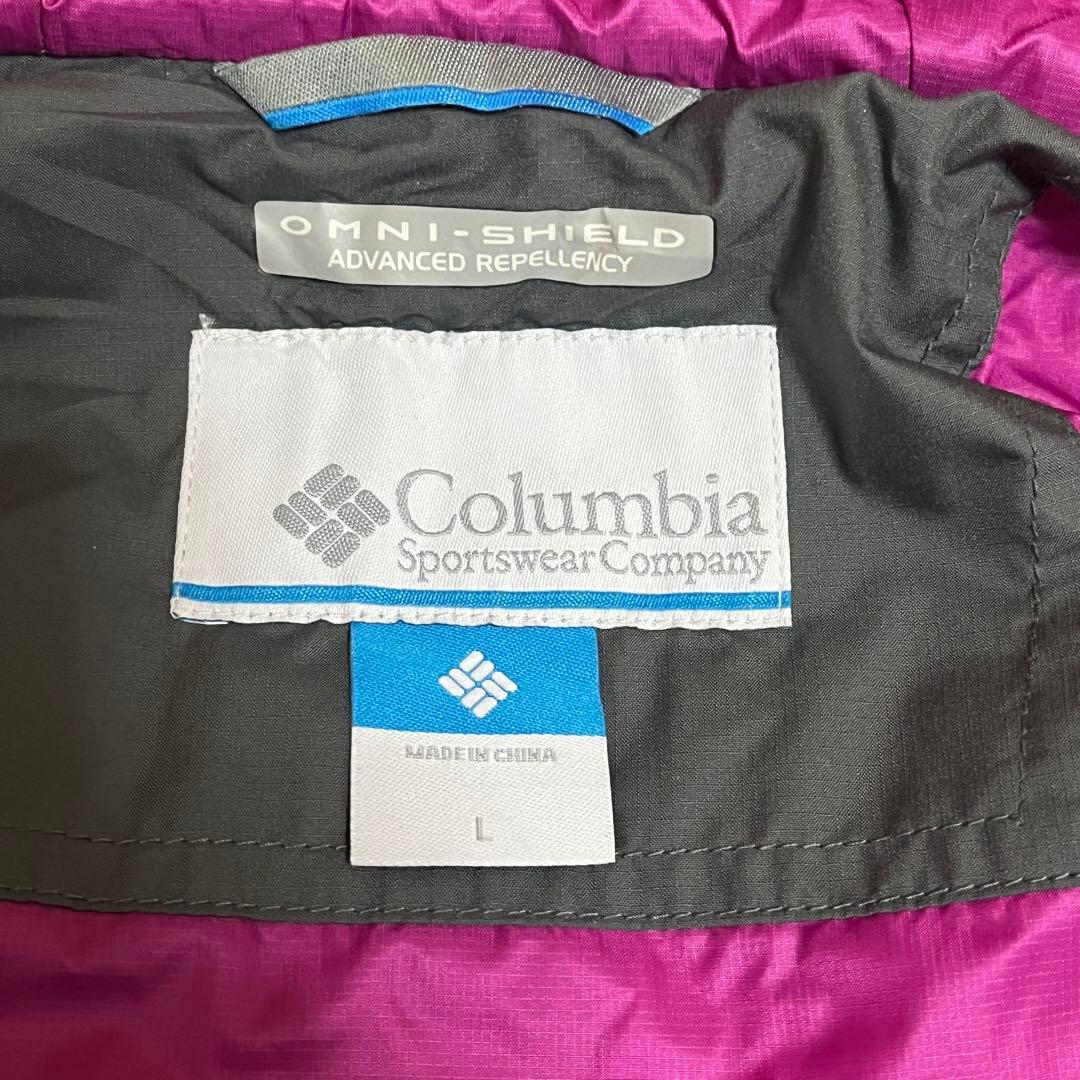 OMNI-SHIELD
ADVANCED REPELLENCY
Columbia
Sportswear Company
MADE IN CHINA
L